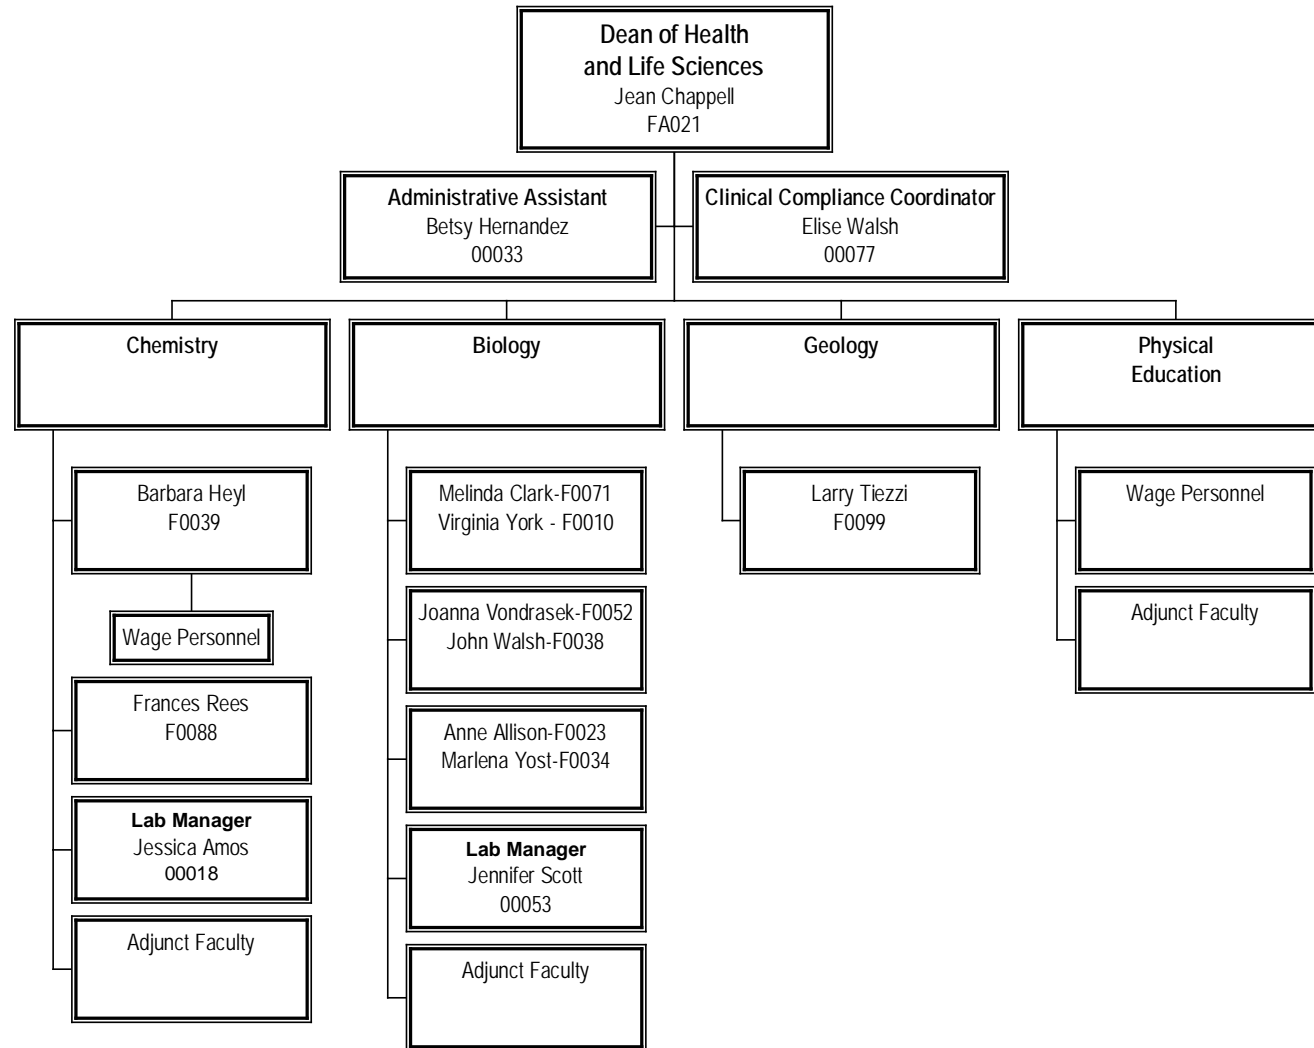 Dean of Health
and Life Sciences
Jean Chappell
FA021
Administrative Assistant
Betsy Hernandez
00033
Clinical Compliance Coordinator
Elise Walsh
00077
Chemistry
Biology
Geology
Physical
Education
Barbara Heyl
F0039
Wage Personnel
Frances Rees
F0088
Lab Manager
Jessica Amos
00018
Adjunct Faculty
Melinda Clark-F0071
Virginia York - F0010
Joanna Vondrasek-F0052
John Walsh-F0038
Anne Allison-F0023
Marlena Yost-F0034
Lab Manager
Jennifer Scott
00053
Adjunct Faculty
Larry Tiezzi
F0099
Wage Personnel
Adjunct Faculty